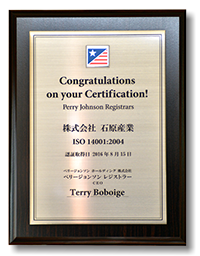 Congratulations
on your Certification!
Perry Johnson Registrars
株式会社 石原産業
ISO 14001:2004
認証取得日 2016年8月15日
ペリージョンソン ホールディング 株式会社
ペリージョンソン レジストラー
CEO
Terry Boboige